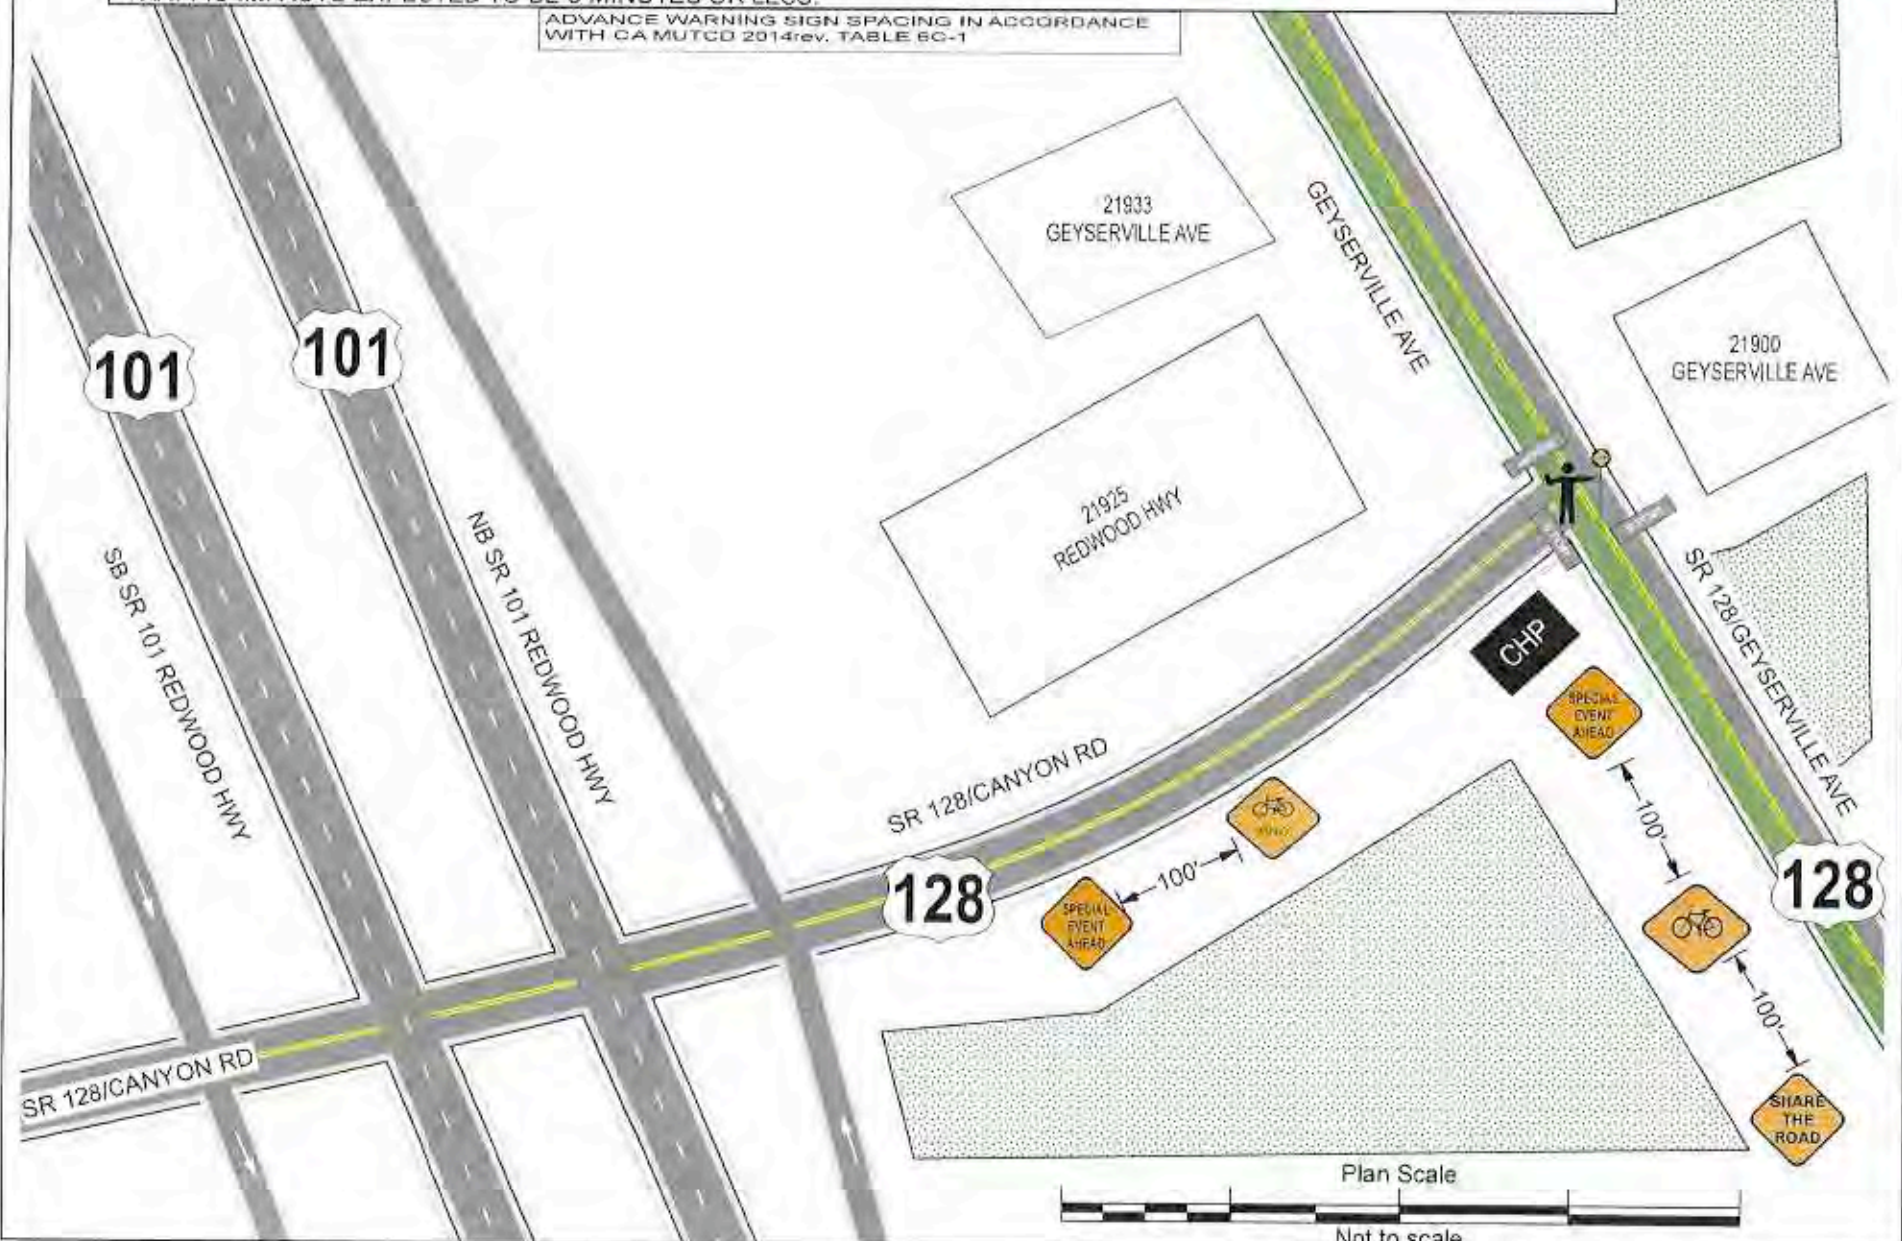 ADVANCE WARNING SIGN SPACING IN ACCORDANCE
WITH CA MUTCD 2014rev. TABLE 6C-1
21933
GEYSERVILLE AVE
GEYSERVILLE AVE
21900
GEYSERVILLE AVE
101
101
21925
REDWOOD HWY
SB SR 101 REDWOOD HWY
NB SR 101 REDWOOD HWY
SR 128/GEYSERVILLE AVE
CHP
SPECIAL
EVENT
AHEAD
100'
SR 128/CANYON RD
128
128
100'
SPECIAL
EVENT
AHEAD
100'
SR 128/CANYON RD
SHARE
THE
ROAD
Plan Scale
Not to scale